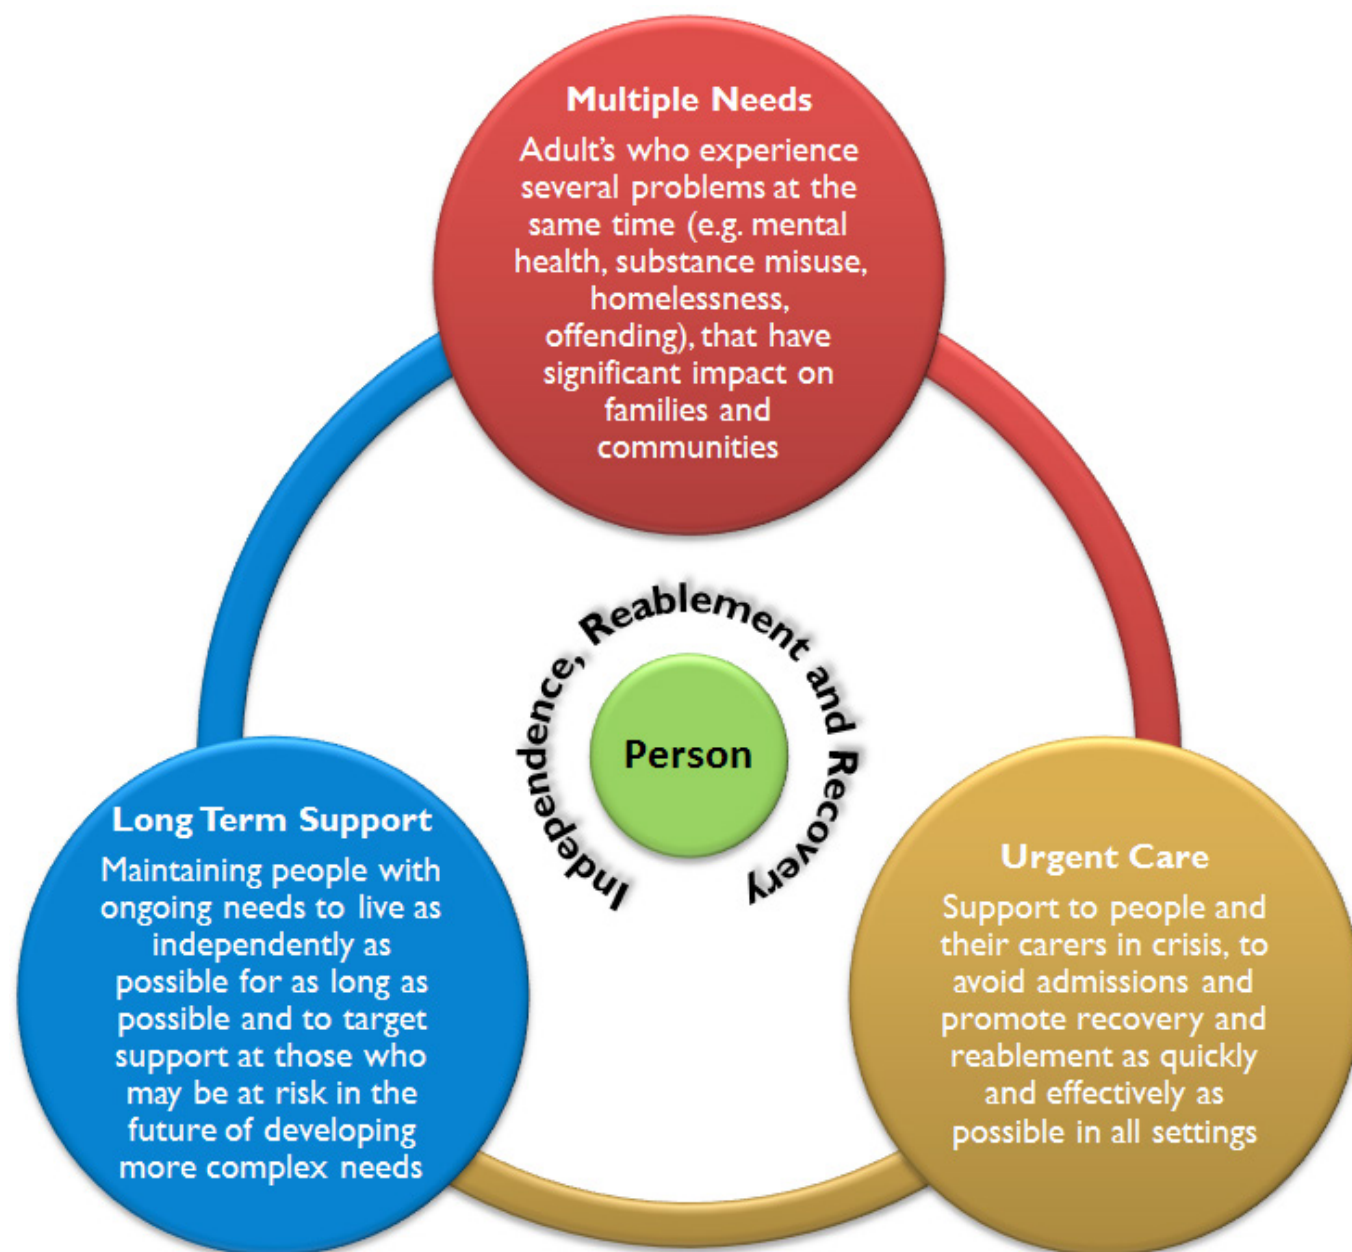 Multiple Needs
Adult's who experience
several problems at the
same time (e.g. mental
health, substance misuse,
homelessness,
offending), that have
significant impact on
families and
communities
Independence, Reablement and Recovery
Person
Long Term Support
Maintaining people with
ongoing needs to live as
independently as
possible for as long as
possible and to target
support at those who
may be at risk in the
future of developing
more complex needs
Urgent Care
Support to people and
their carers in crisis, to
avoid admissions and
promote recovery and
reablement as quickly
and effectively as
possible in all settings